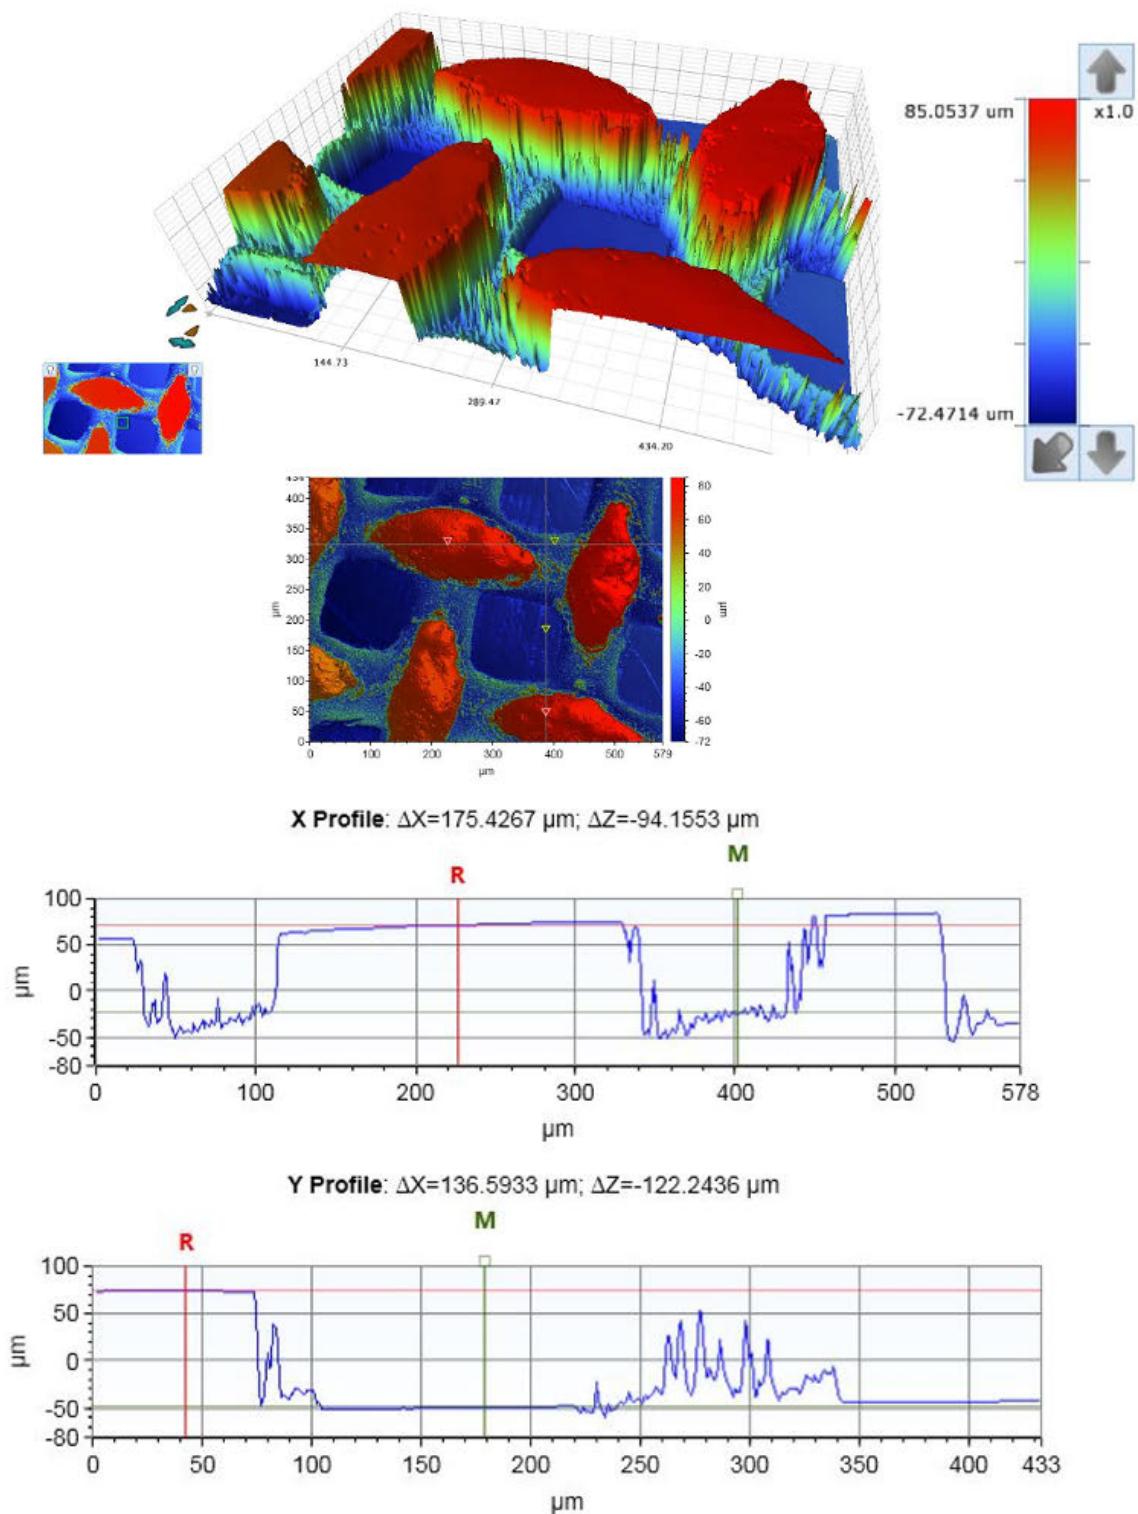 85.0537 um
x1.0
-72.4714 um
144.73
289.47
434.20
434
400
350
300
250
200
150
100
50
0
µm
0 100 200 300 400 500 579
µm
80
60
40
20
0
-20
-40
-60
-72
µm
X Profile: ΔX=175.4267 µm; ΔZ=-94.1553 µm
R
M
100
50
0
-50
-80
µm
0 100 200 300 400 500 578
µm
Y Profile: ΔX=136.5933 µm; ΔZ=-122.2436 µm
R
M
100
50
0
-50
-80
µm
0 50 100 150 200 250 300 350 400 433
µm